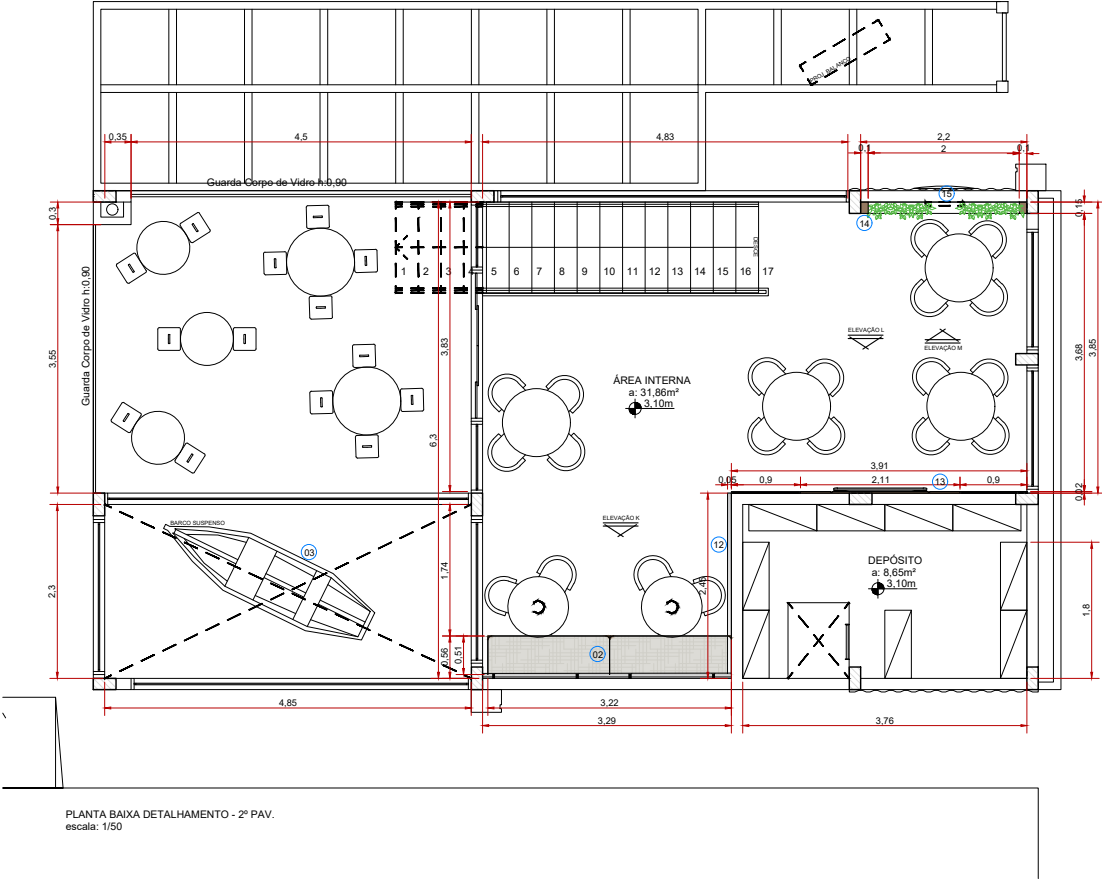 PROJ. BALANÇO
0,35
4,5
4,83
2,2
0,1
2
0,1
Guarda Corpo de Vidro h:0,90
15
0,3
0,15
14
DESCE
1 2 3 4 5 6 7 8 9 10 11 12 13 14 15 16 17
Guarda Corpo de Vidro h:0,90
3,55
3,83
ELEVAÇÃO L
ELEVAÇÃO M
3,68
3,85
ÁREA INTERNA
a: 31,86m²
3,10m
6,3
3,91
0,05
0,9
2,11
13
0,9
0,02
BARCO SUSPENSO
ELEVAÇÃO K
03
12
DEPÓSITO
a: 8,65m²
3,10m
2,3
1,74
2,45
1,8
0,56
0,51
02
4,85
3,22
3,29
3,76
PLANTA BAIXA DETALHAMENTO - 2º PAV.
escala: 1/50